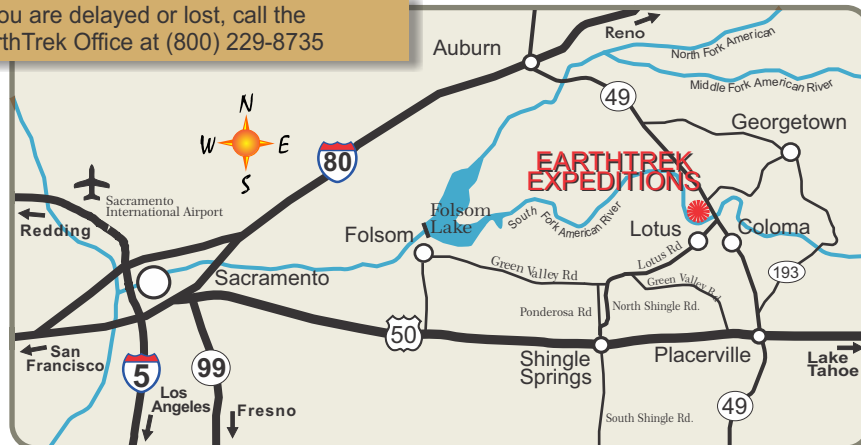 ou are delayed or lost, call the
rthTrek Office at (800) 229-8735
Reno
Auburn
North Fork American
Middle Fork American River
49
Georgetown
N
W E
S
80
EARTHTREK
EXPEDITIONS
Sacramento
International Airport
Redding
Folsom
Lake
South Fork American River
Folsom
Lotus
Coloma
Lotus Rd
Green Valley Rd
Green Valley Rd
193
Sacramento
Ponderosa Rd
North Shingle Rd.
50
San
Francisco
5
99
Shingle
Springs
Placerville
Lake
Tahoe
Los
Angeles
Fresno
49
South Shingle Rd.